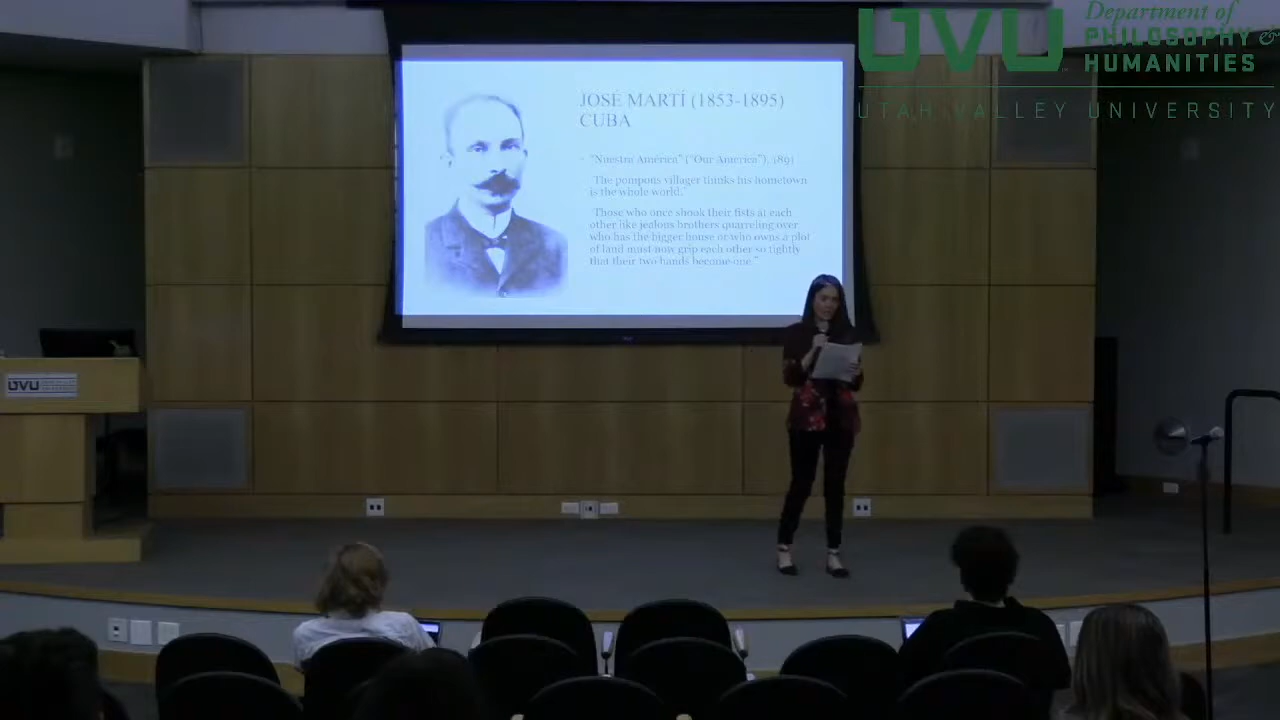 UVU
Department of
PHILOSOPHY &
HUMANITIES
UTAH VALLEY UNIVERSITY
JOSÉ MARTÍ (1853-1895)
CUBA
"Nuestra América" ("Our America"), 1891
"The pompous villager thinks his hometown
is the whole world."
"Those who once shook their fists at each
other like jealous brothers quarreling over
who has the bigger house or who owns a plot
of land must now grip each other so tightly
that their two hands become one."
UVU